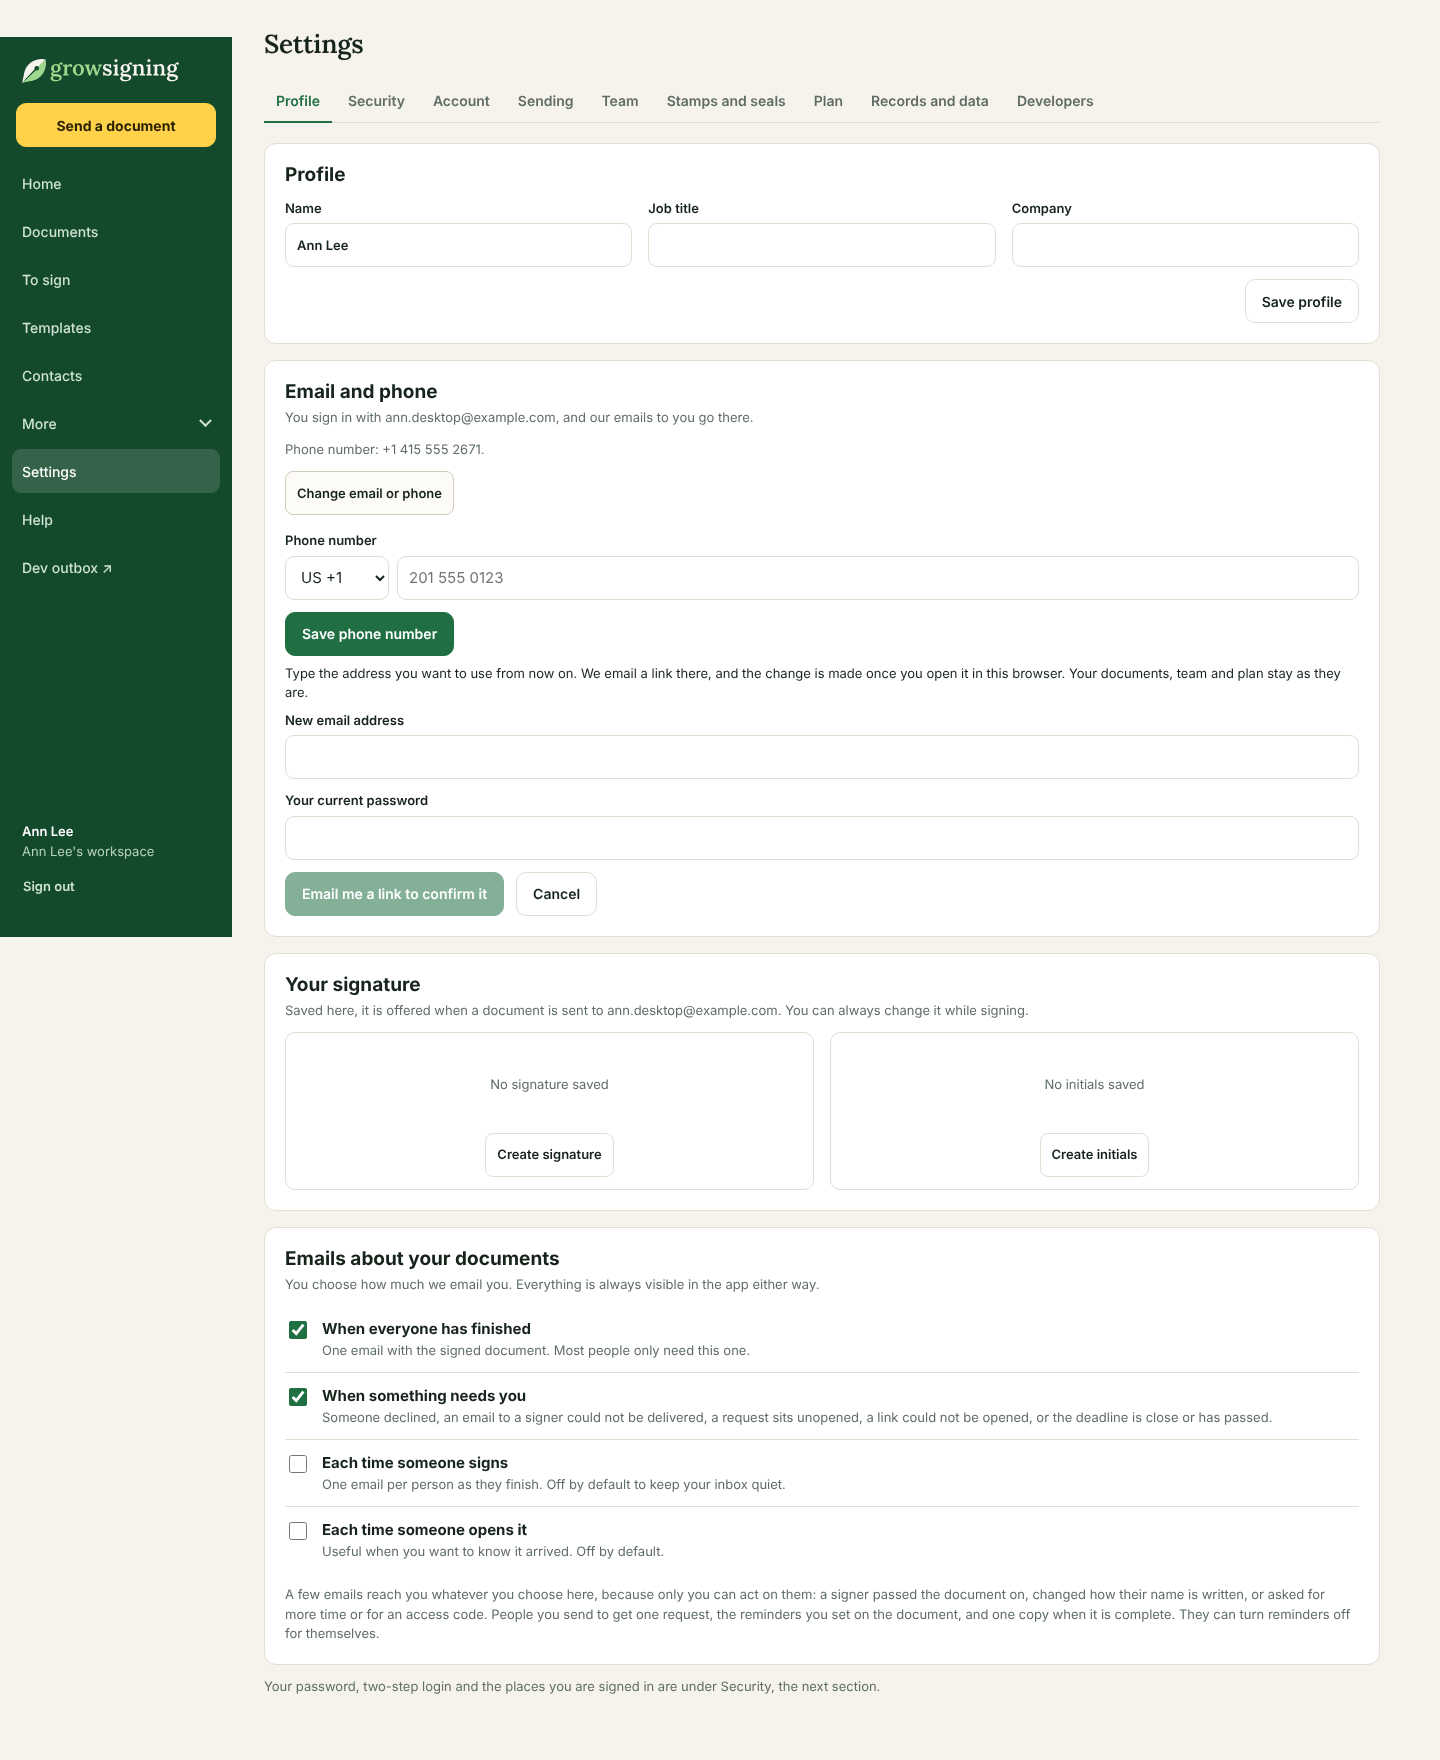 Settings
growsigning
Send a document
Home
Documents
To sign
Templates
Contacts
More
Settings
Help
Dev outbox ↗
Ann Lee
Ann Lee's workspace
Sign out
Profile Security Account Sending Team Stamps and seals Plan Records and data Developers
Profile
Name Job title Company
Ann Lee
Save profile
Email and phone
You sign in with ann.desktop@example.com, and our emails to you go there.
Phone number: +1 415 555 2671.
Change email or phone
Phone number
US +1 201 555 0123
Save phone number
Type the address you want to use from now on. We email a link there, and the change is made once you open it in this browser. Your documents, team and plan stay as they
are.
New email address
Your current password
Email me a link to confirm it Cancel
Your signature
Saved here, it is offered when a document is sent to ann.desktop@example.com. You can always change it while signing.
No signature saved No initials saved
Create signature Create initials
Emails about your documents
You choose how much we email you. Everything is always visible in the app either way.
When everyone has finished
One email with the signed document. Most people only need this one.
When something needs you
Someone declined, an email to a signer could not be delivered, a request sits unopened, a link could not be opened, or the deadline is close or has passed.
Each time someone signs
One email per person as they finish. Off by default to keep your inbox quiet.
Each time someone opens it
Useful when you want to know it arrived. Off by default.
A few emails reach you whatever you choose here, because only you can act on them: a signer passed the document on, changed how their name is written, or asked for
more time or for an access code. People you send to get one request, the reminders you set on the document, and one copy when it is complete. They can turn reminders off
for themselves.
Your password, two-step login and the places you are signed in are under Security, the next section.